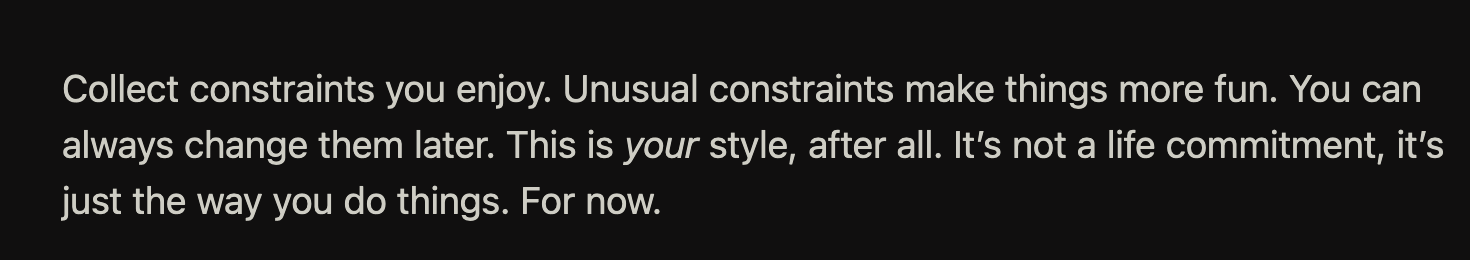 Collect constraints you enjoy. Unusual constraints make things more fun. You can
always change them later. This is your style, after all. It’s not a life commitment, it’s
just the way you do things. For now.